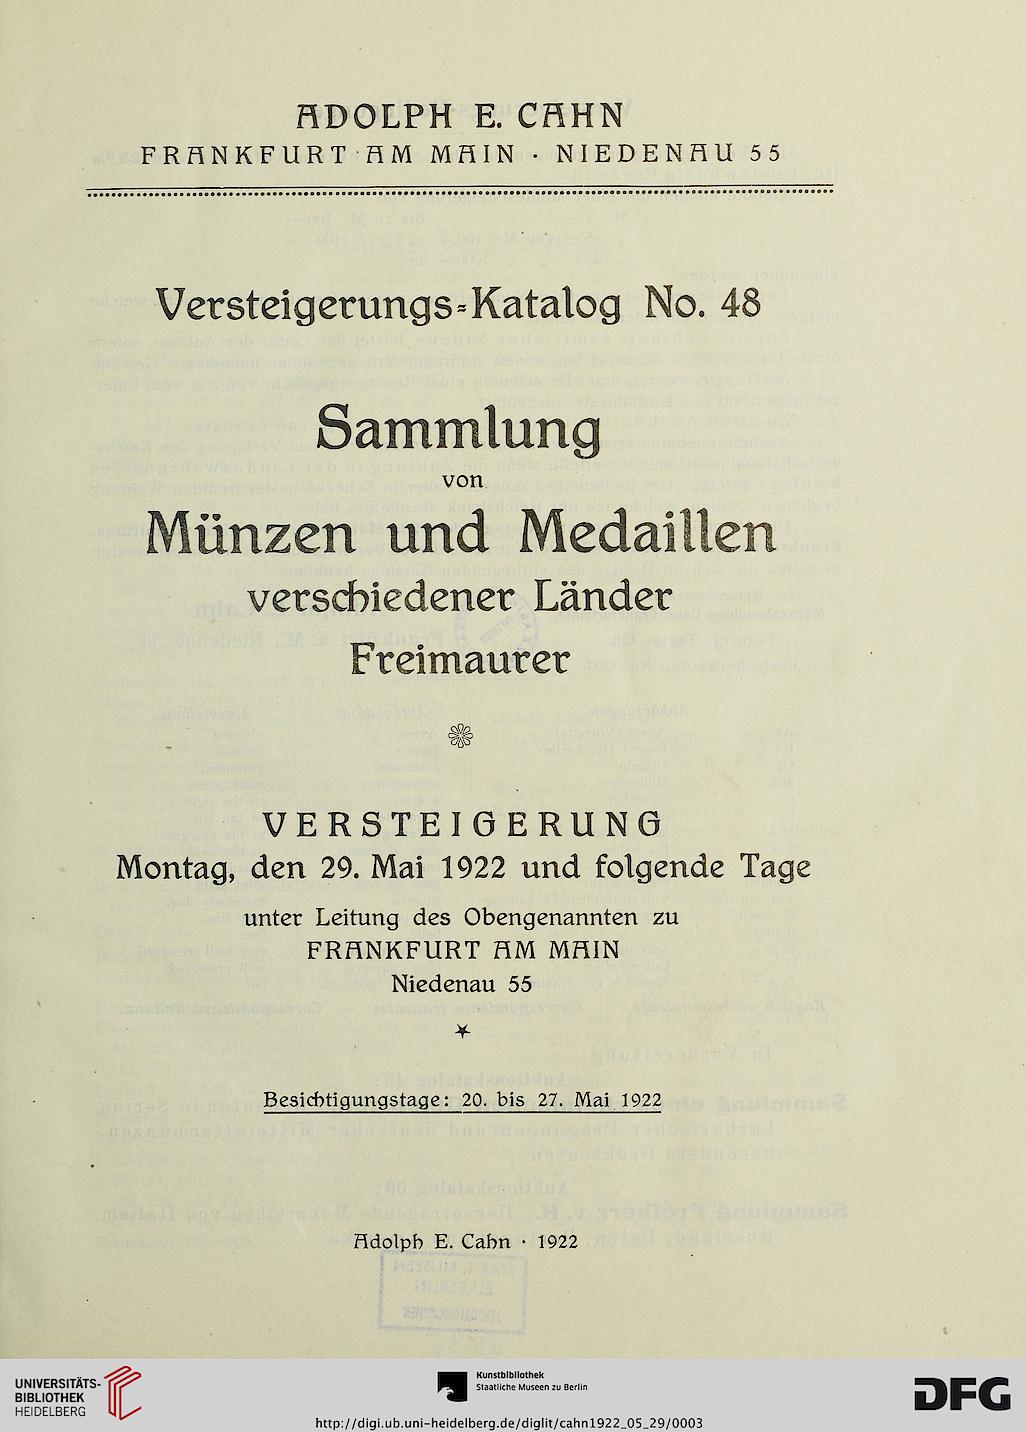 ADOLPH E. CAHN
FRANKFURT AM MAIN · NIEDENAU 55
Versteigerungs-Katalog No. 48
Sammlung
von
Münzen und Medaillen
verschiedener Länder
Freimaurer
VERSTEIGERUNG
Montag, den 29. Mai 1922 und folgende Tage
unter Leitung des Obengenannten zu
FRANKFURT AM MAIN
Niedenau 55
Besichtigungstage: 20. bis 27. Mai 1922
Adolph E. Cahn · 1922
UNIVERSITÄTS-
BIBLIOTHEK
HEIDELBERG
Kunstbibliothek
Staatliche Museen zu Berlin
DFG
http://digi.ub.uni-heidelberg.de/diglit/cahn1922_05_29/0003